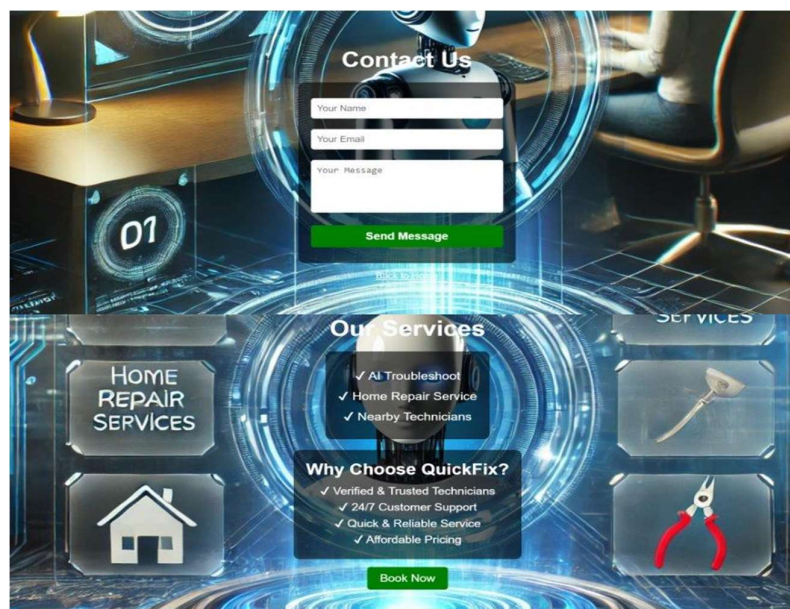 Contact Us
Your Name
Your Email
Your Message
01
Send Message
Our Services
SERVICES
HOME
REPAIR
SERVICES
✓ AI Troubleshoot
✓ Home Repair Service
✓ Nearby Technicians
Why Choose QuickFix?
✓ Verified & Trusted Technicians
✓ 24/7 Customer Support
✓ Quick & Reliable Service
✓ Affordable Pricing
Book Now